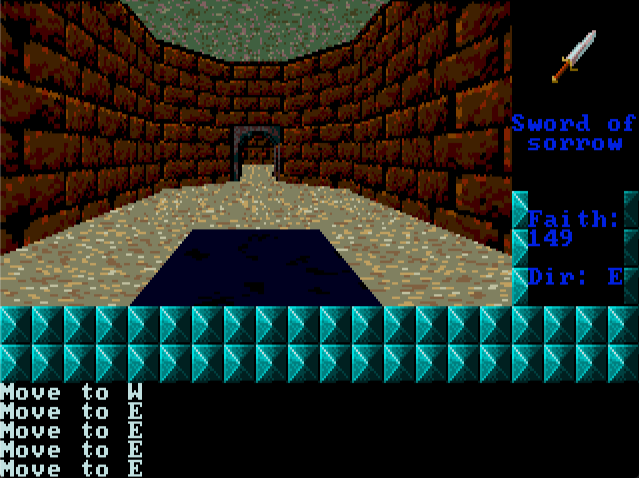 Sword of
sorrow
Faith:
149
Dir: E
Move to W
Move to E
Move to E
Move to E
Move to E